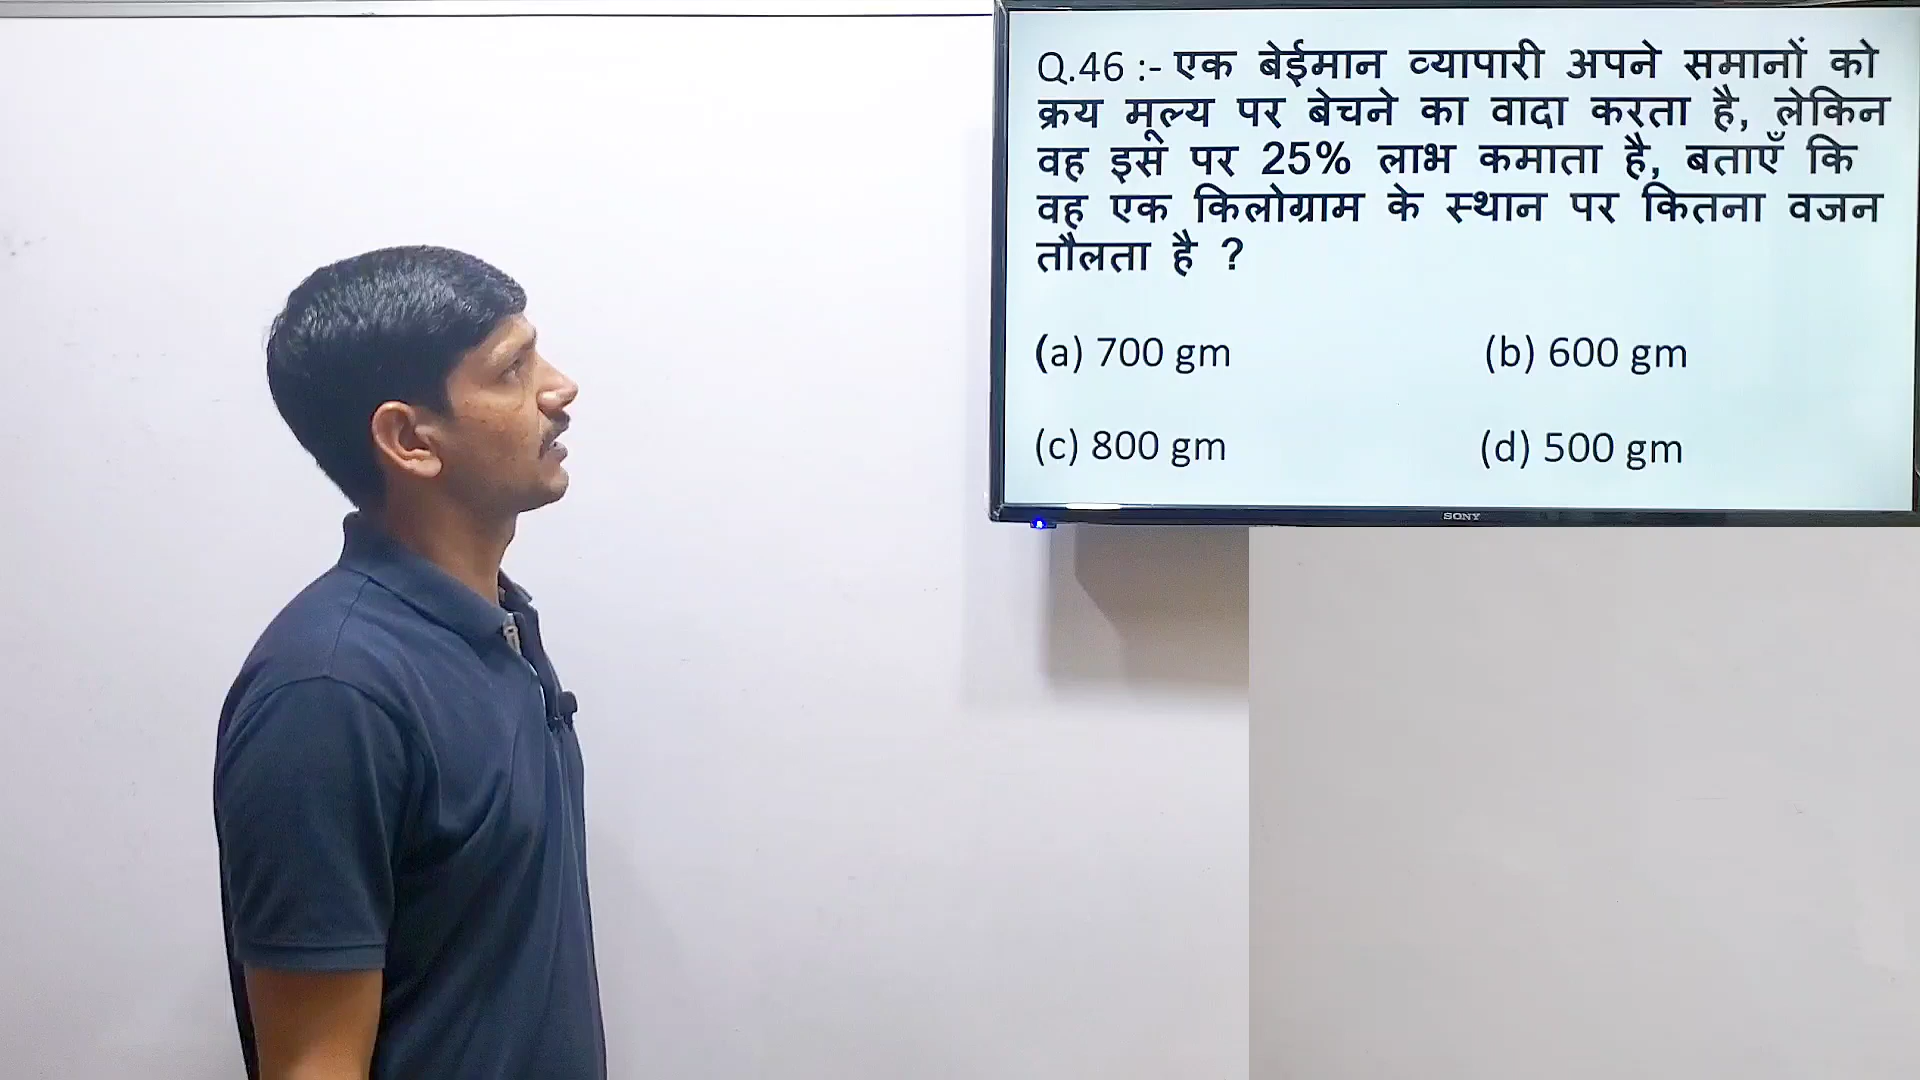 Q.46 :- एक बेईमान व्यापारी अपने समानों को
क्रय मूल्य पर बेचने का वादा करता है, लेकिन
वह इस पर 25% लाभ कमाता है, बताएँ कि
वह एक किलोग्राम के स्थान पर कितना वजन
तौलता है ?
(a) 700 gm (b) 600 gm
(c) 800 gm (d) 500 gm
SONY